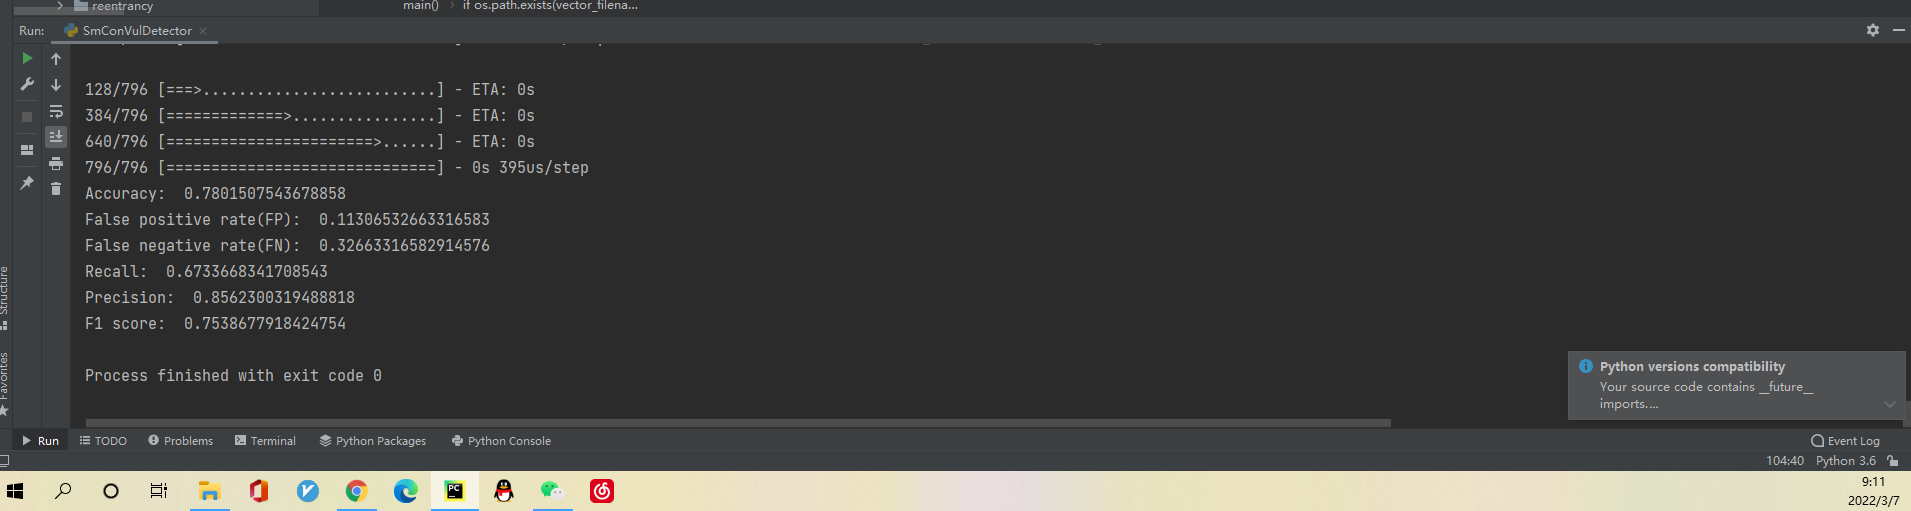 reentrancy
main() > if os.path.exists(vector_filena...
Run: SmConVulDetector
128/796 [===>..........................] - ETA: 0s
384/796 [=============>................] - ETA: 0s
640/796 [=======================>......] - ETA: 0s
796/796 [==============================] - 0s 395us/step
Accuracy:  0.7801507543678858
False positive rate(FP):  0.11306532663316583
False negative rate(FN):  0.32663316582914576
Recall:  0.6733668341708543
Precision:  0.8562300319488818
F1 score:  0.7538677918424754
Process finished with exit code 0
Structure
Favorites
Python versions compatibility
Your source code contains __future__
imports....
Run TODO Problems Terminal Python Packages Python Console Event Log
104:40 Python 3.6
PC
9:11
2022/3/7